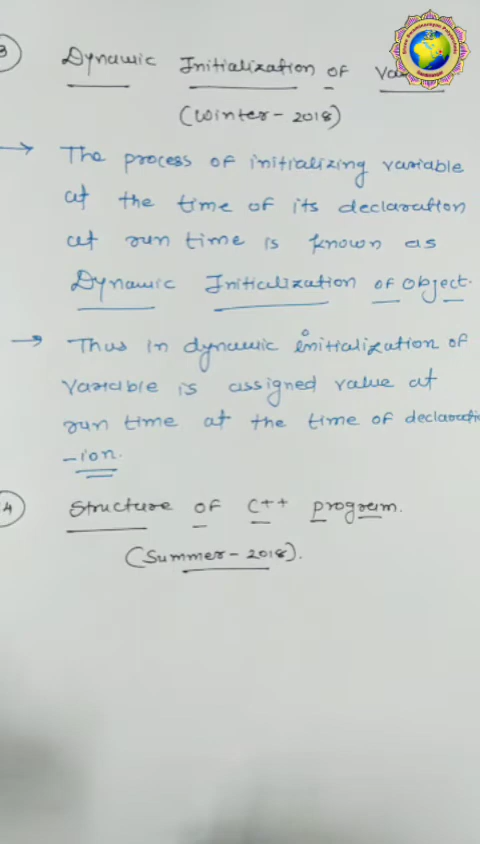 3
Dynamic Initialization of
(Winter-2018)
→ The process of initializing variable
at the time of its declaration
at run time is known as
Dynamic Initialization of object.
→ Thus in dynamic initialization of
variable is assigned value at
run time at the time of declarat
-ion.
4 Structure of C++ program.
(Summer-2018).